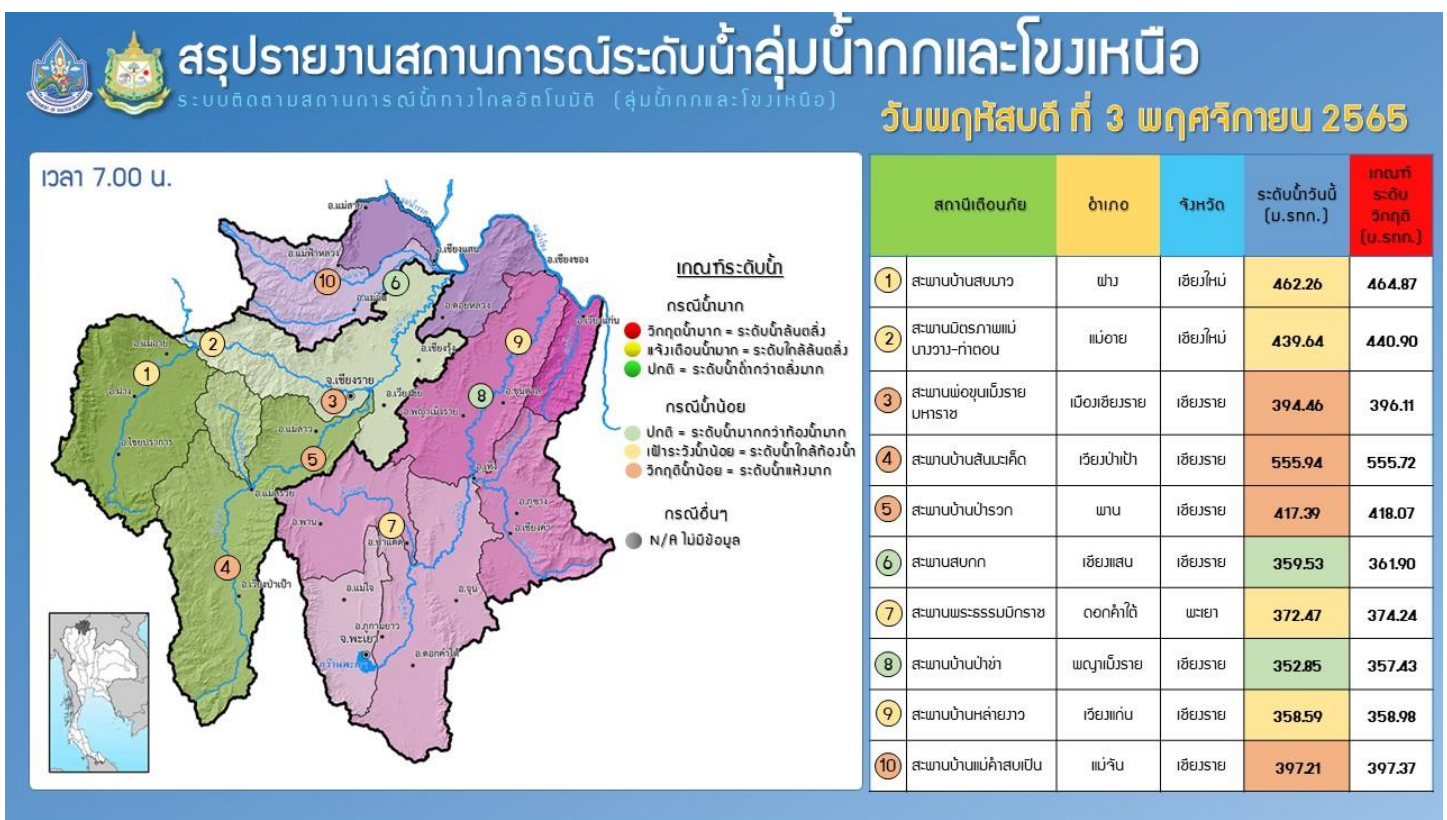 สรุปรายงานสถานการณ์ระดับน้ำลุ่มน้ำกกและโขงเหนือ
ระบบติดตามสถานการณ์น้ำทางไกลอัตโนมัติ (ลุ่มน้ำกกและโขงเหนือ)
วันพฤหัสบดี ที่ 3 พฤศจิกายน 2565
เวลา 7.00 น.
อ.แม่สาย
อ.เชียงแสน
อ.แม่ฟ้าหลวง
อ.เชียงของ
10
6
อ.ดอยหลวง
อ.เวียงแก่น
อ.แม่อาย
2
9
อ.เชียงรุ้ง
1
จ.เชียงราย
อ.ฝาง
3
8
อ.ขุนตาล
อ.พญาเม็งราย
อ.แม่ลาว
อ.ไชยปราการ
5
อ.เทิง
อ.แม่สรวย
อ.ภูซาง
อ.พาน
7
อ.เชียงคำ
อ.ป่าแดด
4
อ.เวียงป่าเป้า
อ.แม่ใจ
อ.จุน
อ.ภูกามยาว
จ.พะเยา
อ.ดอกคำใต้
กว๊านพะเยา
เกณฑ์ระดับน้ำ
กรณีน้ำมาก
วิกฤตน้ำมาก = ระดับน้ำล้นตลิ่ง
แจ้งเตือนน้ำมาก = ระดับใกล้ล้นตลิ่ง
ปกติ = ระดับน้ำต่ำกว่าตลิ่งมาก
กรณีน้ำน้อย
ปกติ = ระดับน้ำมากกว่าท้องน้ำมาก
เฝ้าระวังน้ำน้อย = ระดับน้ำใกล้ท้องน้ำ
วิกฤติน้ำน้อย = ระดับน้ำแห้งมาก
กรณีอื่นๆ
N/A ไม่มีข้อมูล
สถานีเตือนภัย อำเภอ จังหวัด ระดับน้ำวันนี้ (ม.รทก.) เกณฑ์ระดับวิกฤติ (ม.รทก.)
1 สะพานบ้านสบมาว ฝาง เชียงใหม่ 462.26 464.87
2 สะพานมิตรภาพแม่นางวาง-ท่าตอน แม่อาย เชียงใหม่ 439.64 440.90
3 สะพานพ่อขุนเม็งรายมหาราช เมืองเชียงราย เชียงราย 394.46 396.11
4 สะพานบ้านสันมะเค็ด เวียงป่าเป้า เชียงราย 555.94 555.72
5 สะพานบ้านป่ารวก พาน เชียงราย 417.39 418.07
6 สะพานสบกก เชียงแสน เชียงราย 359.53 361.90
7 สะพานพระธรรมมิกราช ดอกคำใต้ พะเยา 372.47 374.24
8 สะพานบ้านป่าข่า พญาเม็งราย เชียงราย 352.85 357.43
9 สะพานบ้านหล่ายงาว เวียงแก่น เชียงราย 358.59 358.98
10 สะพานบ้านแม่คำสบเปิน แม่จัน เชียงราย 397.21 397.37